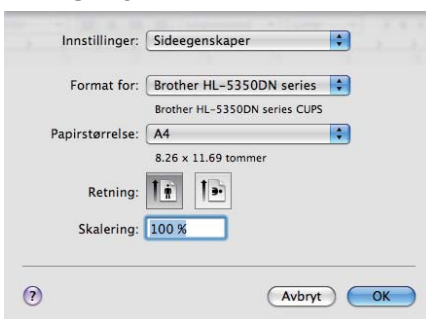 Innstillinger: Sideegenskaper
Format for: Brother HL-5350DN series
Brother HL-5350DN series CUPS
Papirstørrelse: A4
8.26 x 11.69 tommer
Retning:
Skalering: 100 %
? Avbryt OK